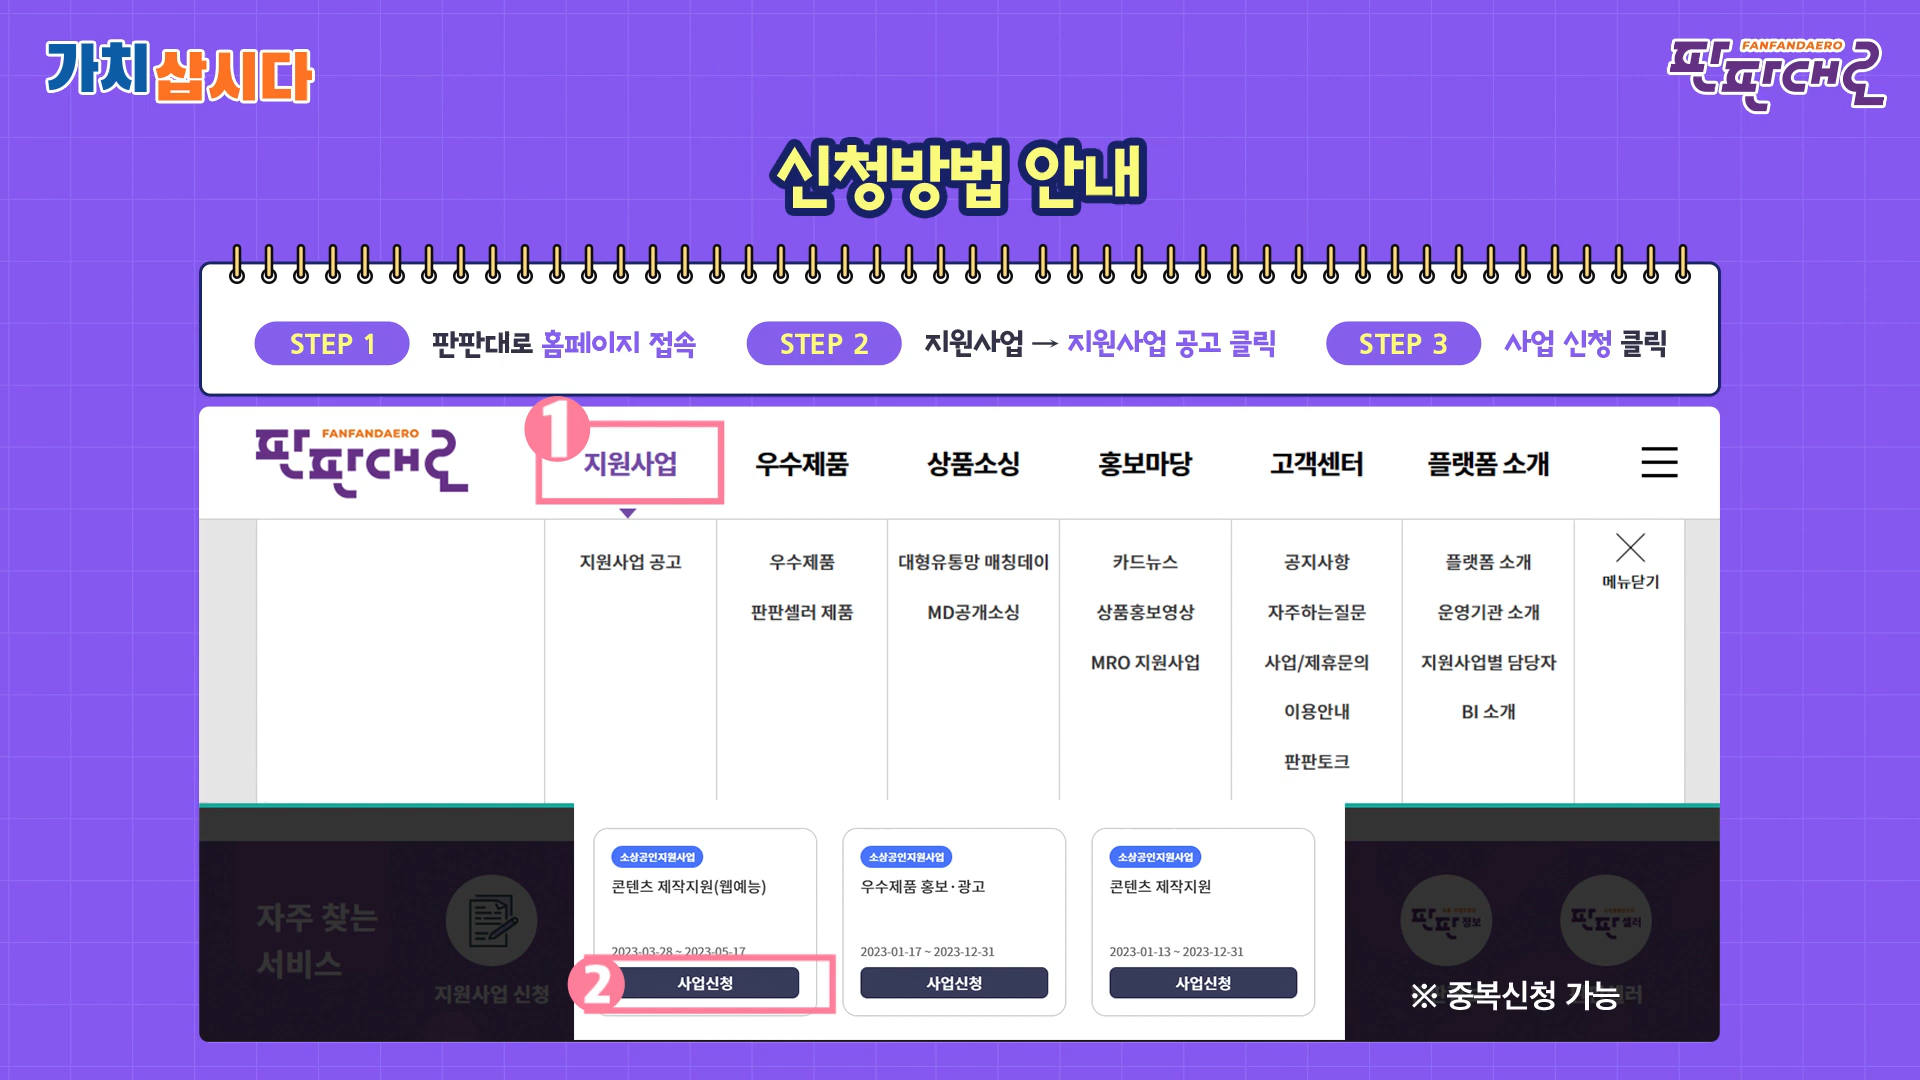 가치삽시다
FANFANDAERO
판판대로
신청방법 안내
STEP 1 판판대로 홈페이지 접속 STEP 2 지원사업 → 지원사업 공고 클릭 STEP 3 사업 신청 클릭
FANFANDAERO
판판대로
1
지원사업 우수제품 상품소싱 홍보마당 고객센터 플랫폼 소개
지원사업 공고 우수제품 대형유통망 매칭데이 카드뉴스 공지사항 플랫폼 소개
메뉴닫기
판판셀러 제품 MD공개소싱 상품홍보영상 자주하는질문 운영기관 소개
MRO 지원사업 사업/제휴문의 지원사업별 담당자
이용안내 BI 소개
판판토크
소상공인지원사업 소상공인지원사업 소상공인지원사업
콘텐츠 제작지원(웹예능) 우수제품 홍보·광고 콘텐츠 제작지원
자주 찾는
서비스
판판정보 판판셀러
2023-03-28 ~ 2023-05-17 2023-01-17 ~ 2023-12-31 2023-01-13 ~ 2023-12-31
2
사업신청 사업신청 사업신청
지원사업 신청
※ 중복신청 가능